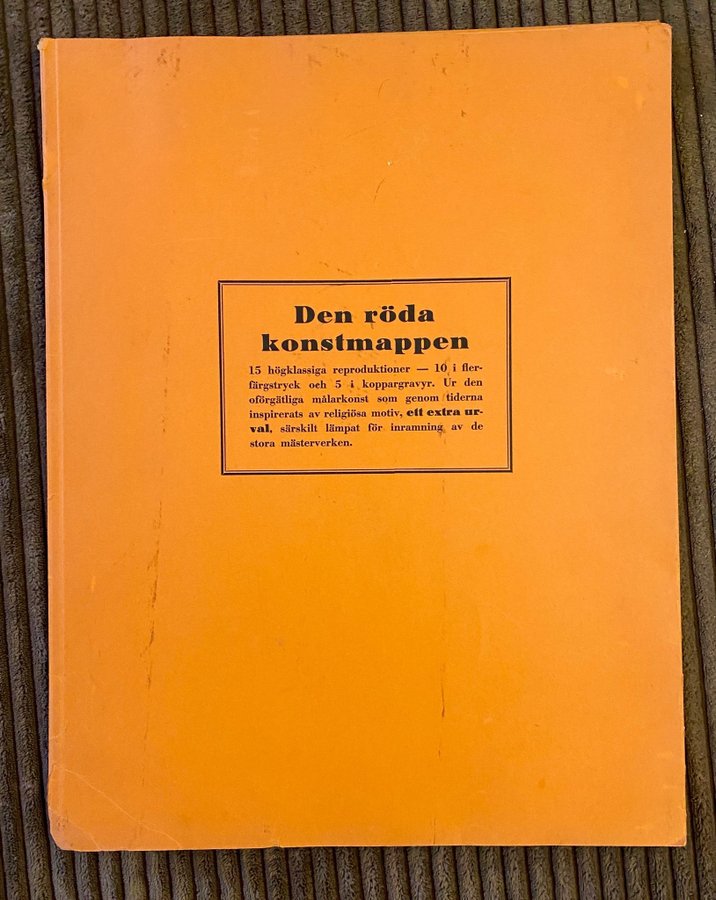 Den röda
konstmappen
15 högklassiga reproduktioner — 10 i fler-
färgstryck och 5 i koppargravyr. Ur den
oförgätliga målarkonst som genom tiderna
inspirerats av religiösa motiv, ett extra ur-
val, särskilt lämpat för inramning av de
stora mästerverken.